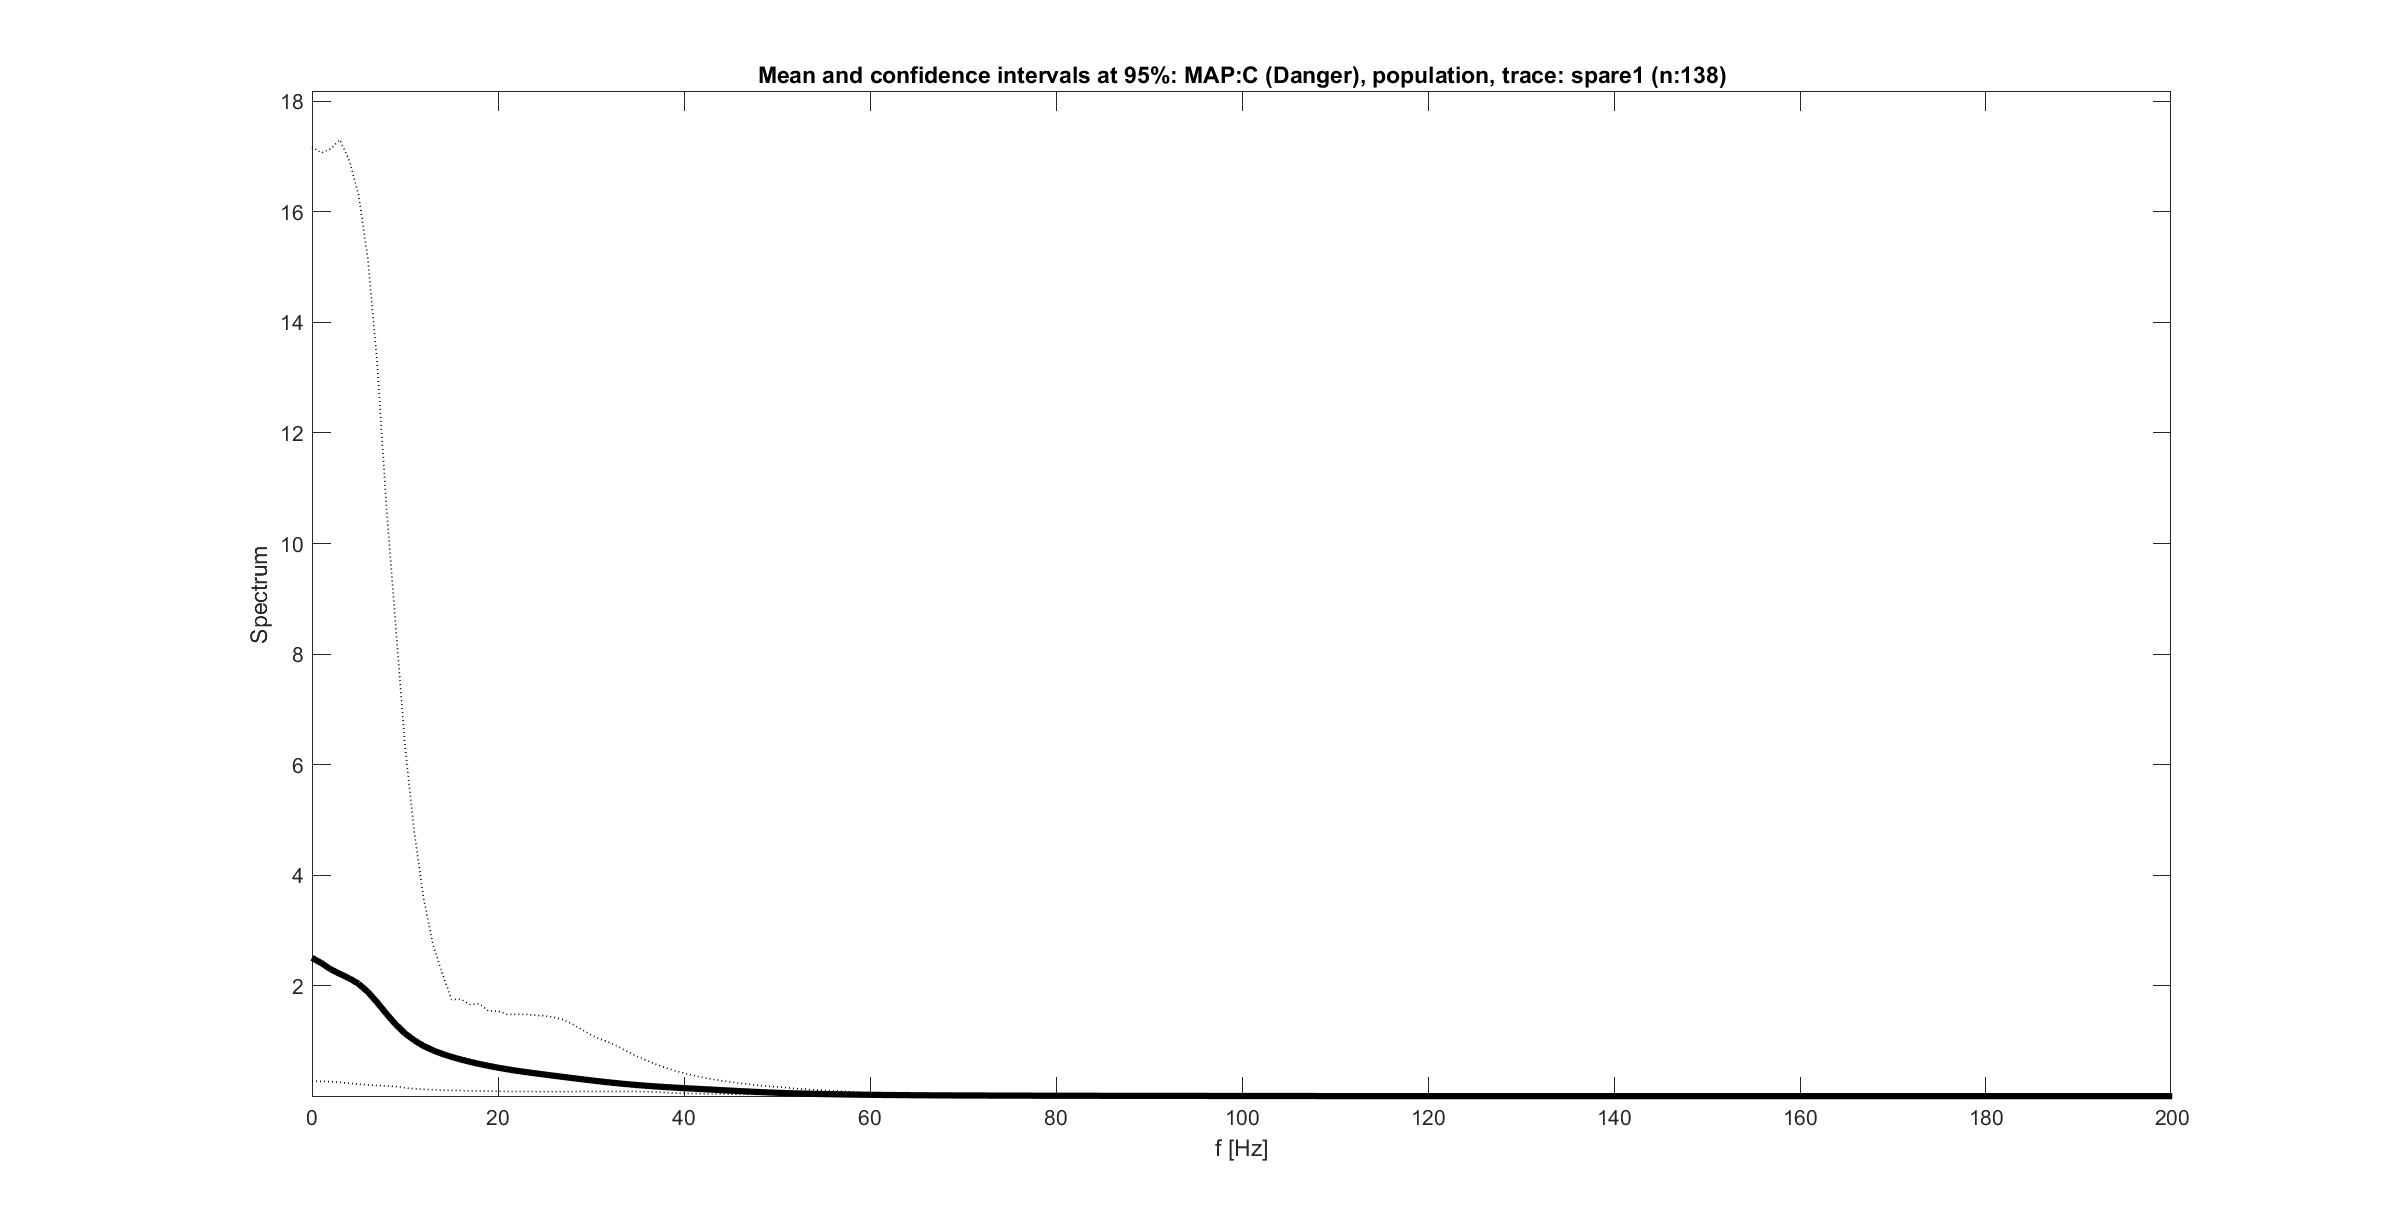 Mean and confidence intervals at 95%: MAP:C (Danger), population, trace: spare1 (n:138)
18
16
14
12
10
8
6
4
2
Spectrum
0 20 40 60 80 100 120 140 160 180 200
f [Hz]